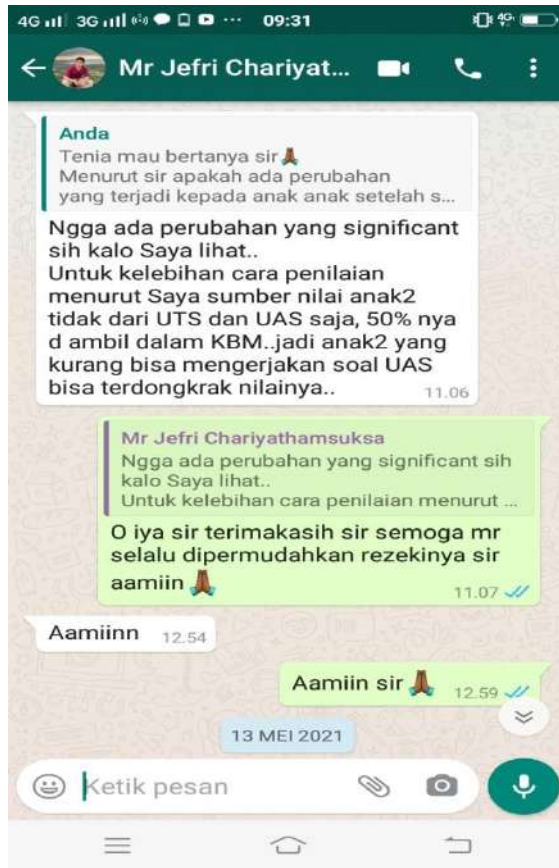 4G 3G 09:31 4G
Mr Jefri Chariyat...
Anda
Tenia mau bertanya sir🙏🏾
Menurut sir apakah ada perubahan
yang terjadi kepada anak anak setelah s...
Ngga ada perubahan yang significant
sih kalo Saya lihat..
Untuk kelebihan cara penilaian
menurut Saya sumber nilai anak2
tidak dari UTS dan UAS saja, 50% nya
d ambil dalam KBM..jadi anak2 yang
kurang bisa mengerjakan soal UAS
bisa terdongkrak nilainya..
11.06
Mr Jefri Chariyathamsuksa
Ngga ada perubahan yang significant sih
kalo Saya lihat..
Untuk kelebihan cara penilaian menurut ...
O iya sir terimakasih sir semoga mr
selalu dipermudahkan rezekinya sir
aamiin 🙏🏾
11.07
Aamiinn 12.54
Aamiin sir 🙏🏾 12.59
13 MEI 2021
Ketik pesan